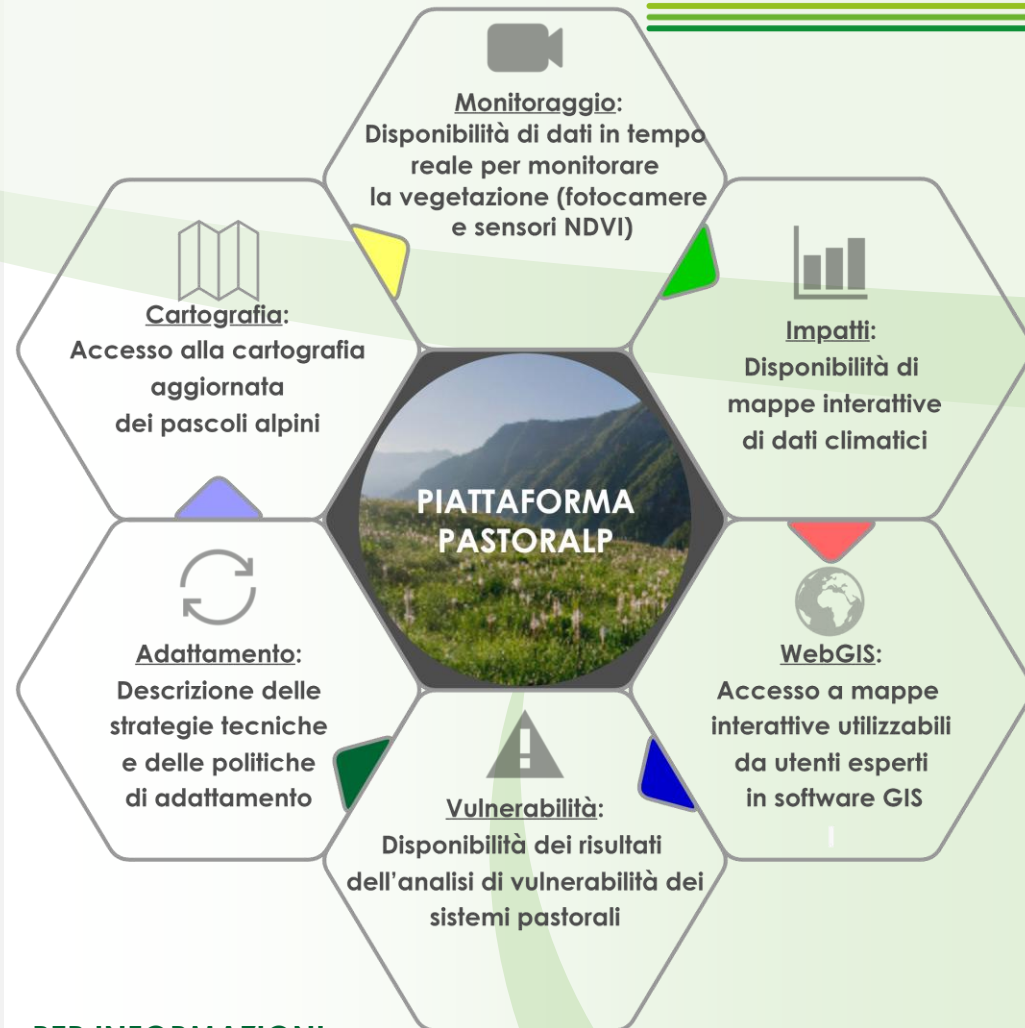 Monitoraggio:
Disponibilità di dati in tempo
reale per monitorare
la vegetazione (fotocamere
e sensori NDVI)
Cartografia:
Accesso alla cartografia
aggiornata
dei pascoli alpini
Impatti:
Disponibilità di
mappe interattive
di dati climatici
PIATTAFORMA
PASTORALP
Adattamento:
Descrizione delle
strategie tecniche
e delle politiche
di adattamento
WebGIS:
Accesso a mappe
interattive utilizzabili
da utenti esperti
in software GIS
Vulnerabilità:
Disponibilità dei risultati
dell’analisi di vulnerabilità dei
sistemi pastorali
PER INFORMAZIONI